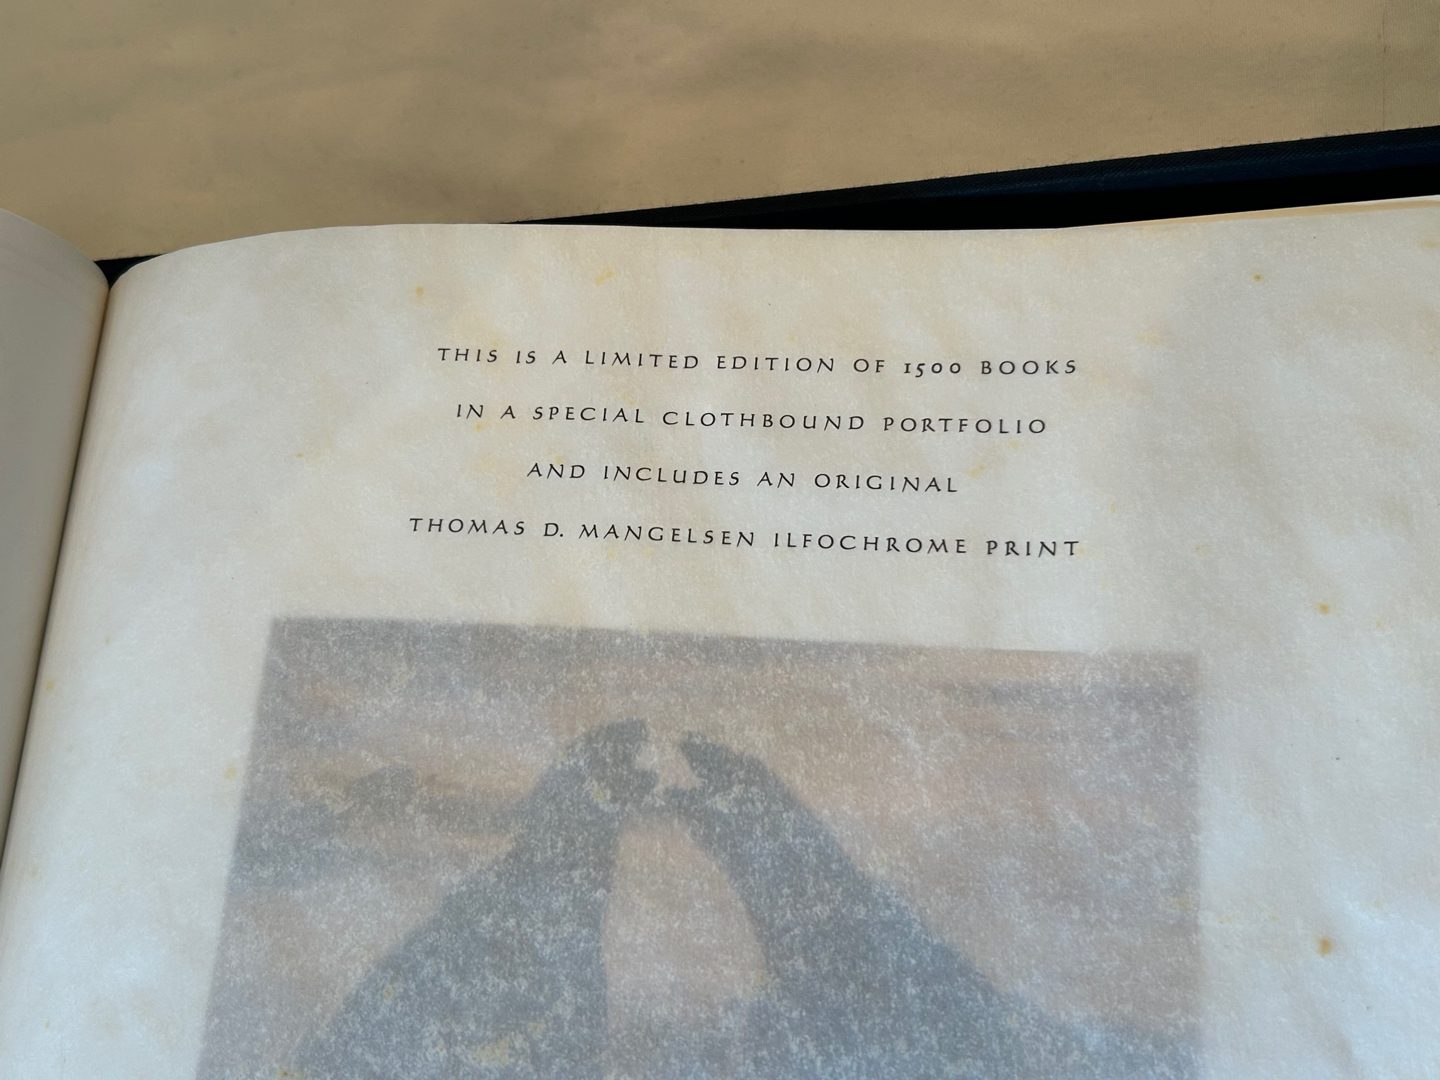 THIS IS A LIMITED EDITION OF 1500 BOOKS
IN A SPECIAL CLOTHBOUND PORTFOLIO
AND INCLUDES AN ORIGINAL
THOMAS D. MANGELSEN ILFOCHROME PRINT